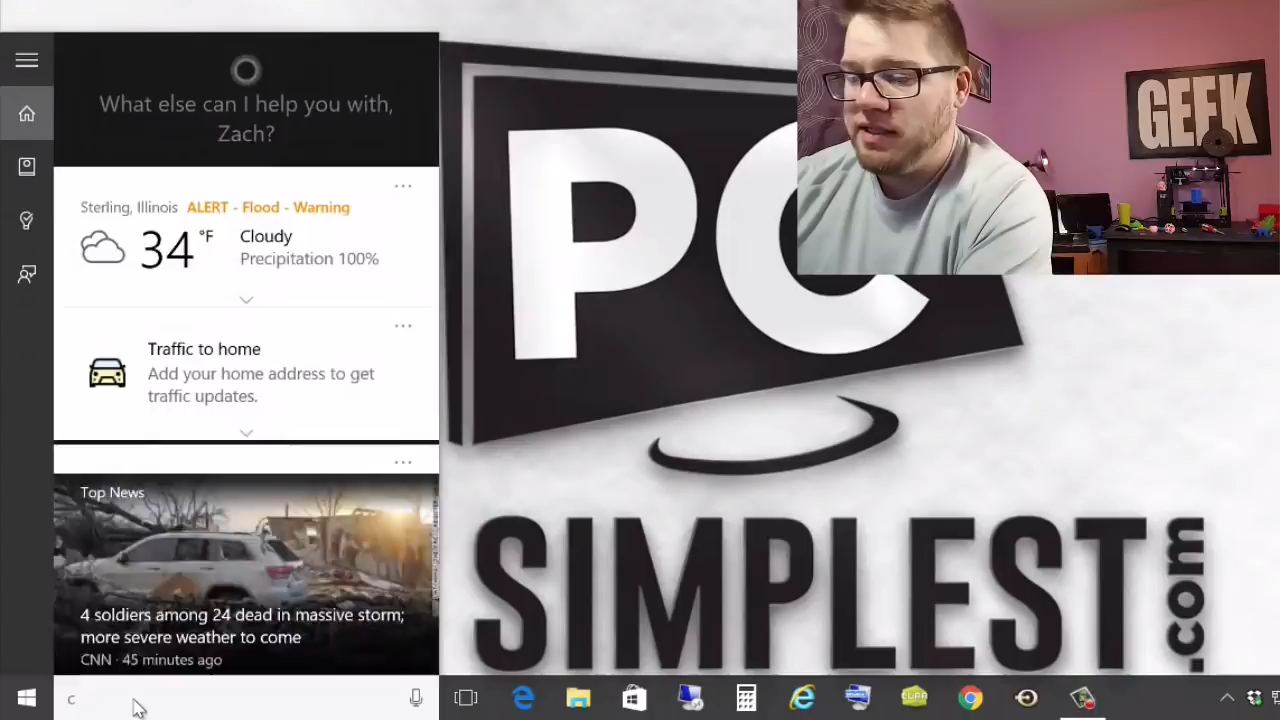 What else can I help you with,
Zach?
Sterling, Illinois ALERT - Flood - Warning
34 °F
Cloudy
Precipitation 100%
Traffic to home
Add your home address to get
traffic updates.
Top News
4 soldiers among 24 dead in massive storm;
more severe weather to come
CNN · 45 minutes ago
c
PC
SIMPLEST
.com
GEEK
CURA